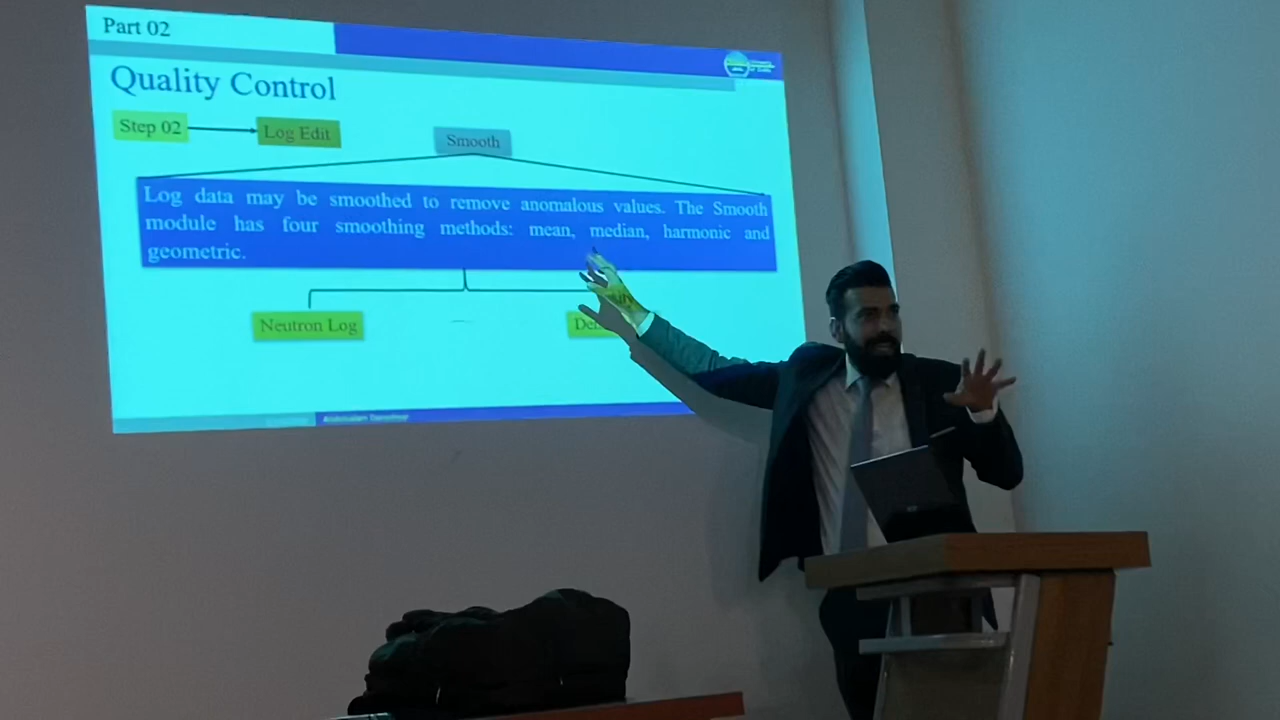 Part 02
Quality Control
Step 02
Log Edit
Smooth
Log data may be smoothed to remove anomalous values. The Smooth
module has four smoothing methods: mean, median, harmonic and
geometric.
Neutron Log